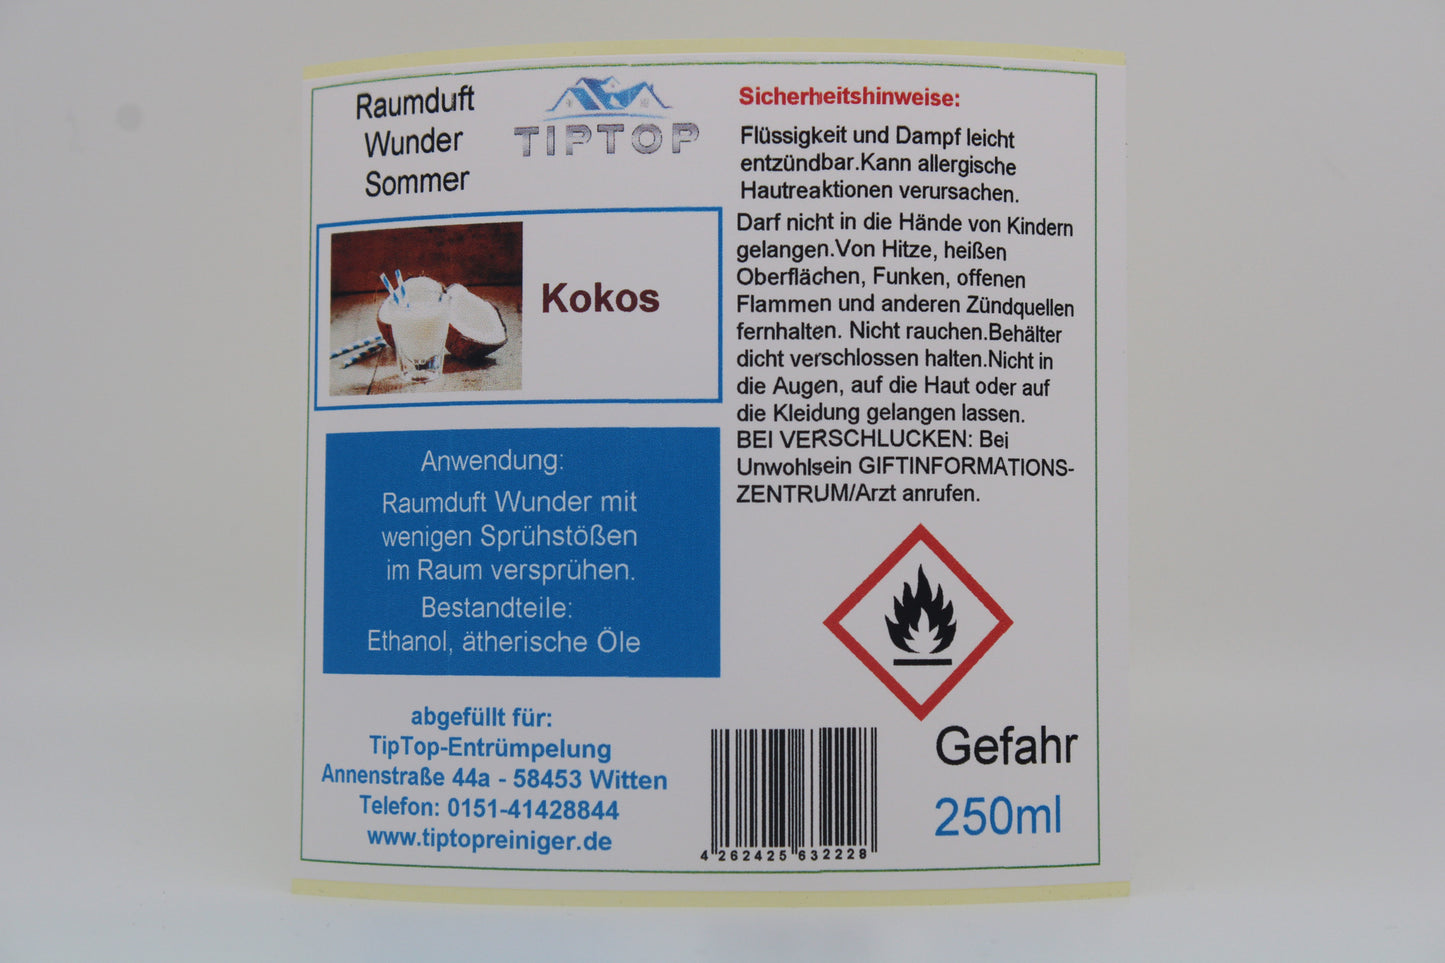 Raumduft
Wunder
Sommer
TIPTOP
Kokos
Anwendung:
Raumduft Wunder mit
wenigen Sprühstößen
im Raum versprühen.
Bestandteile:
Ethanol, ätherische Öle
abgefüllt für:
TipTop-Entrümpelung
Annenstraße 44a - 58453 Witten
Telefon: 0151-41428844
www.tiptopreiniger.de
Sicherheitshinweise:
Flüssigkeit und Dampf leicht
entzündbar.Kann allergische
Hautreaktionen verursachen.
Darf nicht in die Hände von Kindern
gelangen.Von Hitze, heißen
Oberflächen, Funken, offenen
Flammen und anderen Zündquellen
fernhalten. Nicht rauchen.Behälter
dicht verschlossen halten.Nicht in
die Augen, auf die Haut oder auf
die Kleidung gelangen lassen.
BEI VERSCHLUCKEN: Bei
Unwohlsein GIFTINFORMATIONS-
ZENTRUM/Arzt anrufen.
Gefahr
250ml
4 262425 632228